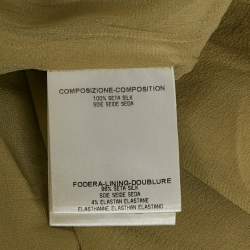 COMPOSIZIONE-COMPOSITION
100% SETA SILK
SOIE SEIDE SEDA
FODERA-LINING-DOUBLURE
96% SETA SILK
SOIE SEIDE SEDA
4% ELASTAN ELASTANE
ELASTHANNE ELASTHAN ELASTANO